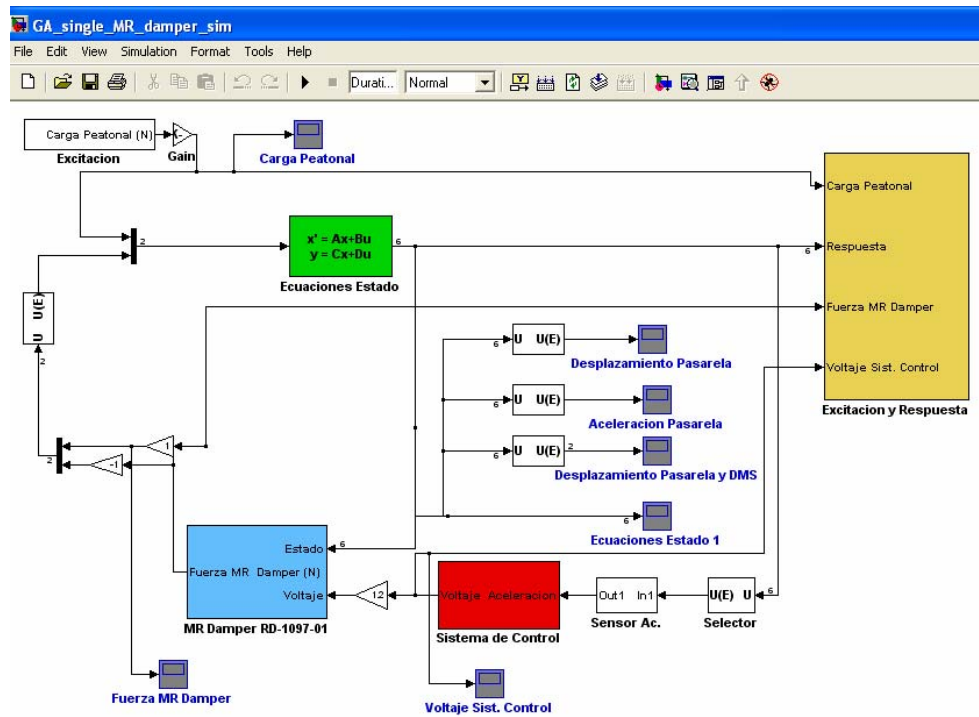 GA_single_MR_damper_sim
File Edit View Simulation Format Tools Help
Durati... Normal
Carga Peatonal (N)
Excitacion
Gain
Carga Peatonal
Carga Peatonal
2
x' = Ax+Bu
y = Cx+Du
6
Ecuaciones Estado
6
Respuesta
U U(E)
2
Fuerza MR Damper
6
U U(E)
Desplazamiento Pasarela
Voltaje Sist. Control
6
U U(E)
Aceleracion Pasarela
Excitacion y Respuesta
2
1
-1
6
U U(E)
2
Desplazamiento Pasarela y DMS
6
Ecuaciones Estado 1
Estado
6
Fuerza MR Damper (N)
Voltaje
MR Damper RD-1097-01
12
Voltaje Aceleracion
Sistema de Control
Out1 In1
Sensor Ac.
U(E) U
6
Selector
Fuerza MR Damper
Voltaje Sist. Control